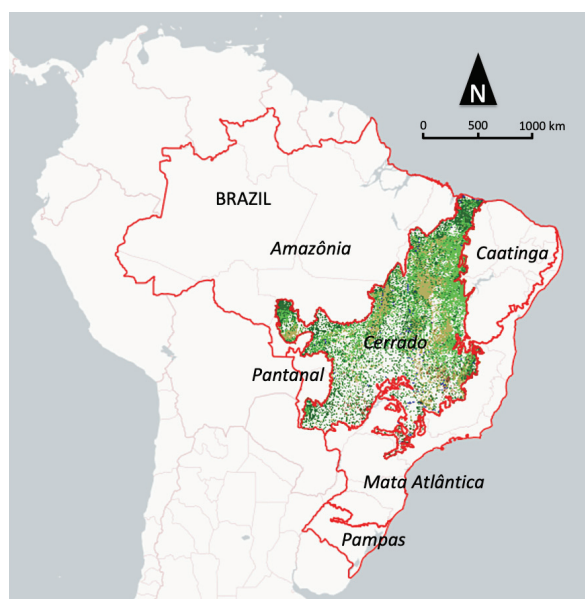 N
0 500 1000 km
BRAZIL
Amazônia
Caatinga
Cerrado
Pantanal
Mata Atlântica
Pampas